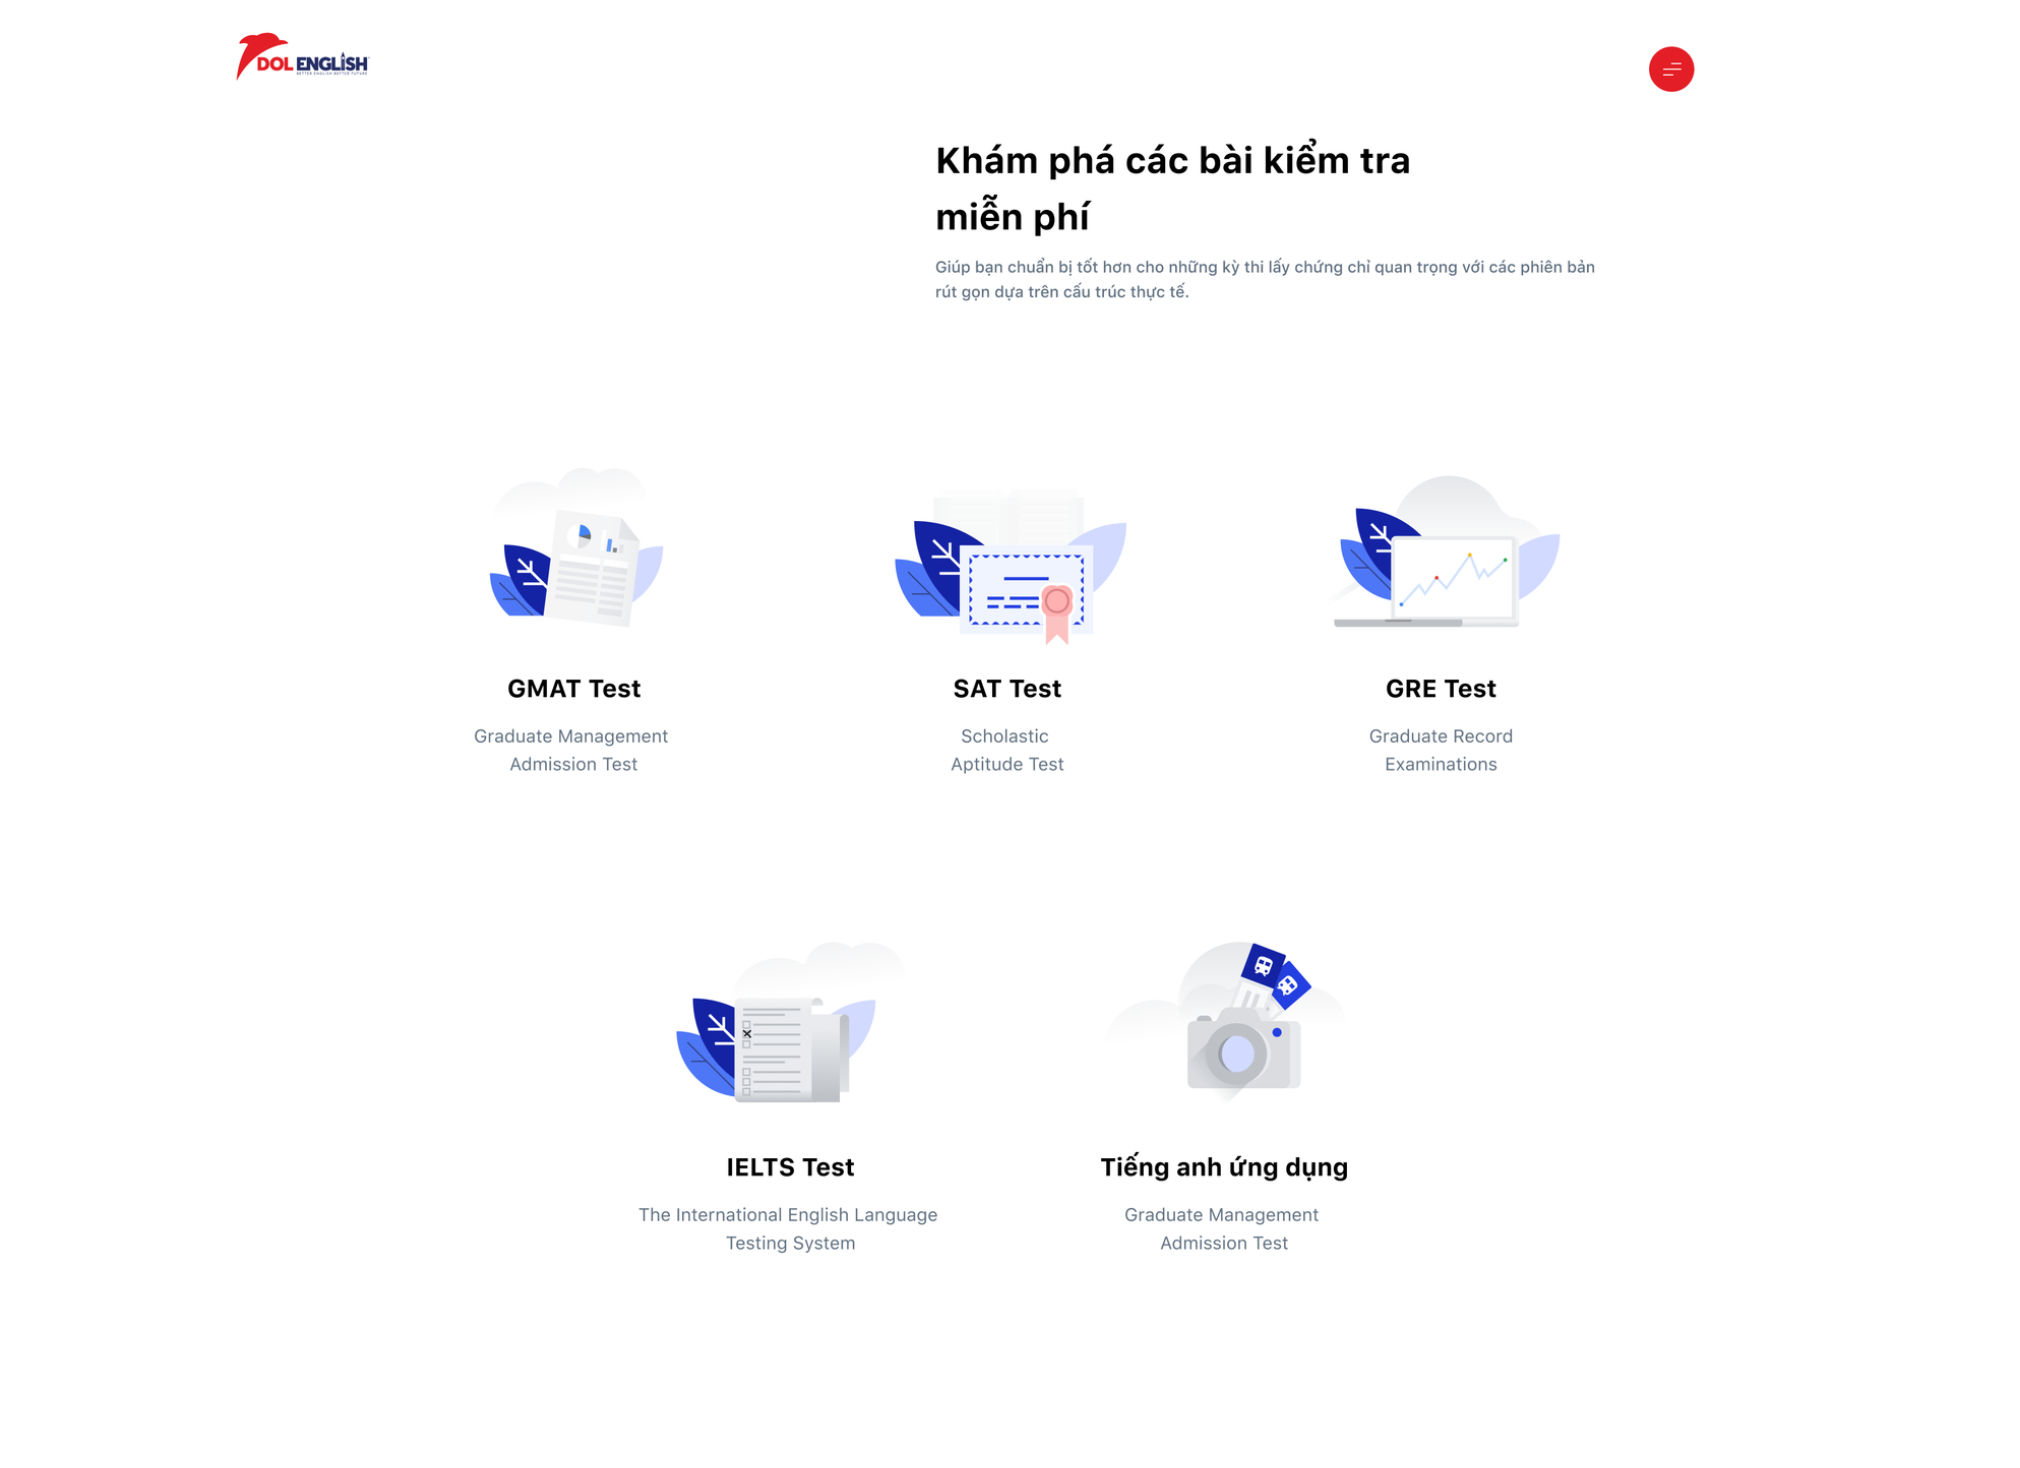 DOL ENGLISH
BETTER ENGLISH BETTER FUTURE
Khám phá các bài kiểm tra
miễn phí
Giúp bạn chuẩn bị tốt hơn cho những kỳ thi lấy chứng chỉ quan trọng với các phiên bản
rút gọn dựa trên cấu trúc thực tế.
GMAT Test
Graduate Management
Admission Test
SAT Test
Scholastic
Aptitude Test
GRE Test
Graduate Record
Examinations
IELTS Test
The International English Language
Testing System
Tiếng anh ứng dụng
Graduate Management
Admission Test